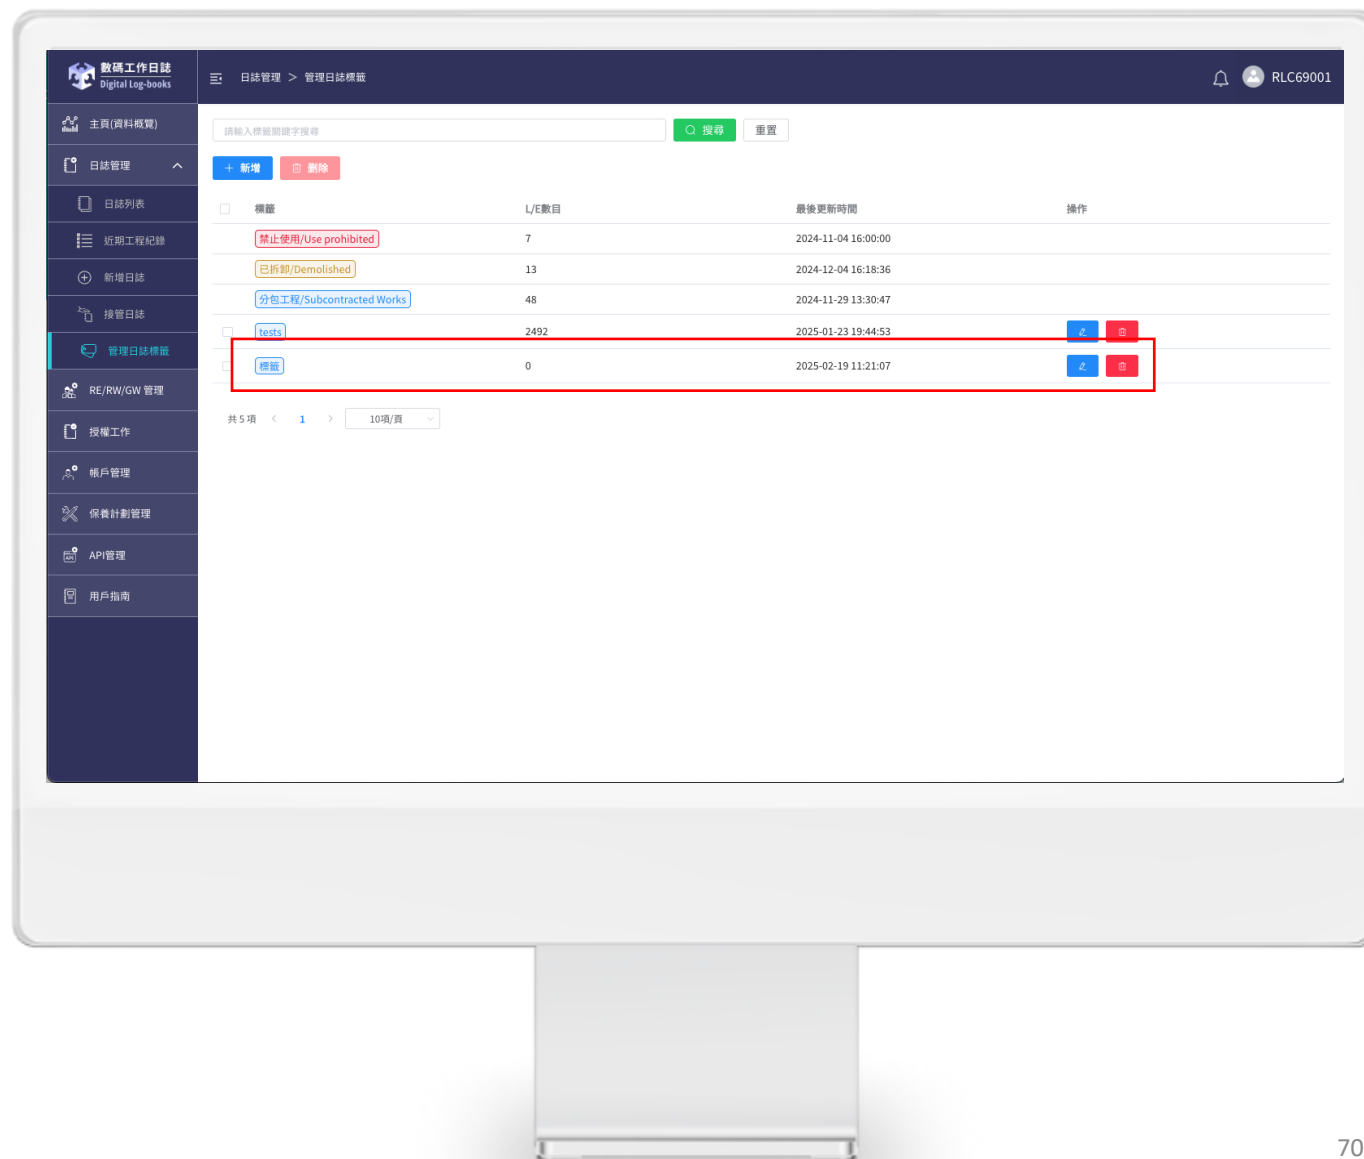 數碼工作日誌
Digital Log-books
日誌管理 > 管理日誌標籤
RLC69001
主頁(資料概覽)
日誌管理
日誌列表
近期工程紀錄
新增日誌
接管日誌
管理日誌標籤
RE/RW/GW 管理
授權工作
帳戶管理
保養計劃管理
API管理
用戶指南
請輸入標籤關鍵字搜尋
搜尋
重置
+ 新增
刪除
標籤 L/E數目 最後更新時間 操作
禁止使用/Use prohibited 7 2024-11-04 16:00:00
已拆卸/Demolished 13 2024-12-04 16:18:36
分包工程/Subcontracted Works 48 2024-11-29 13:30:47
tests 2492 2025-01-23 19:44:53
標籤 0 2025-02-19 11:21:07
共 5 項 < 1 > 10項/頁
70